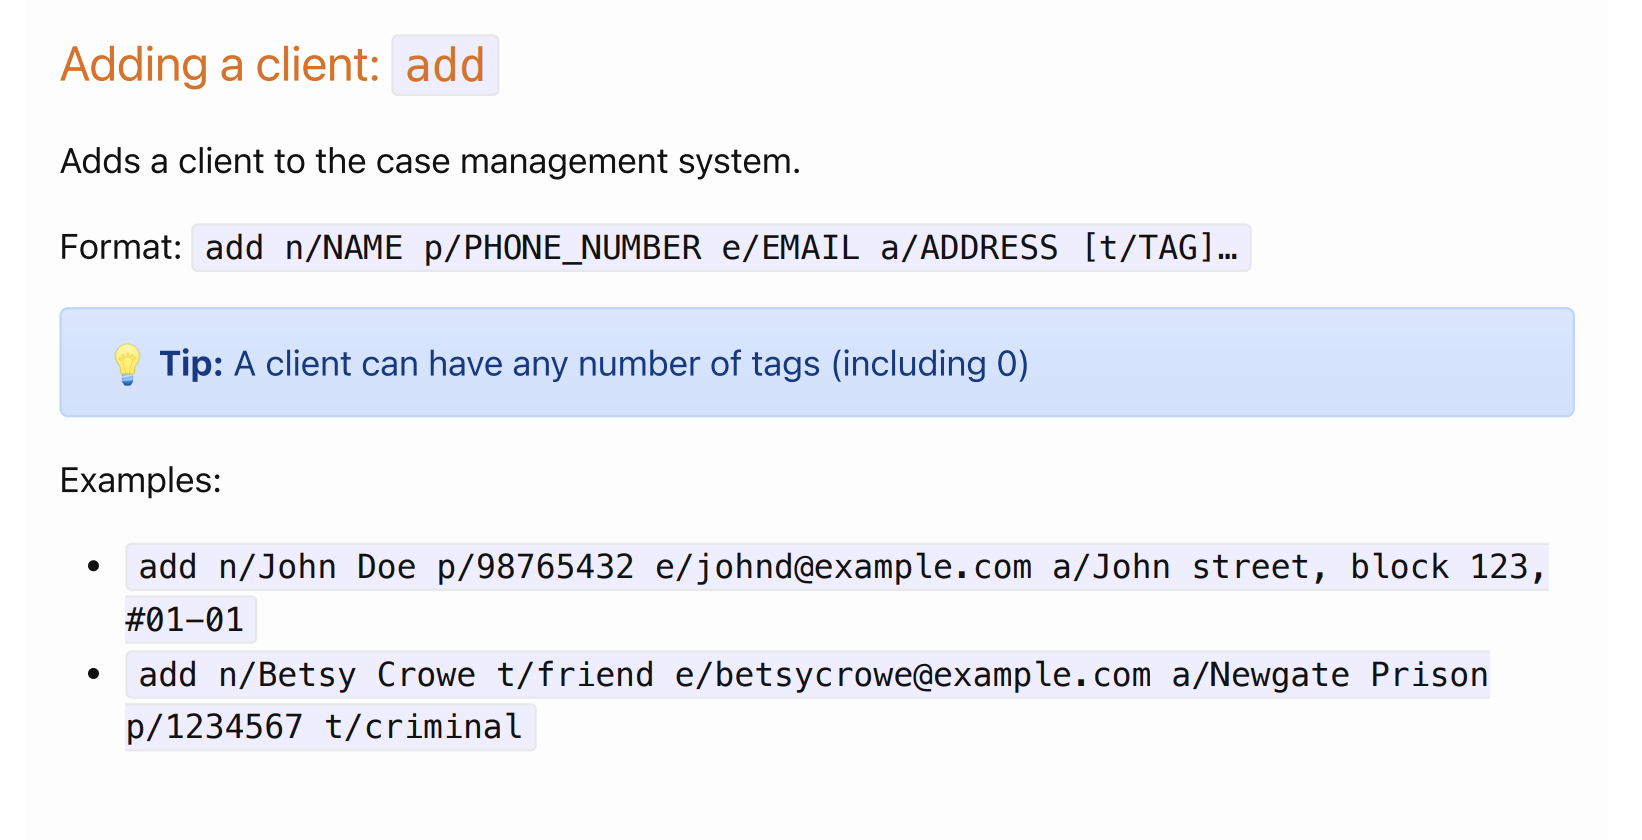 Adding a client: add
Adds a client to the case management system.
Format: add n/NAME p/PHONE_NUMBER e/EMAIL a/ADDRESS [t/TAG]…
💡 Tip: A client can have any number of tags (including 0)
Examples:
• add n/John Doe p/98765432 e/johnd@example.com a/John street, block 123,
#01-01
• add n/Betsy Crowe t/friend e/betsycrowe@example.com a/Newgate Prison
p/1234567 t/criminal